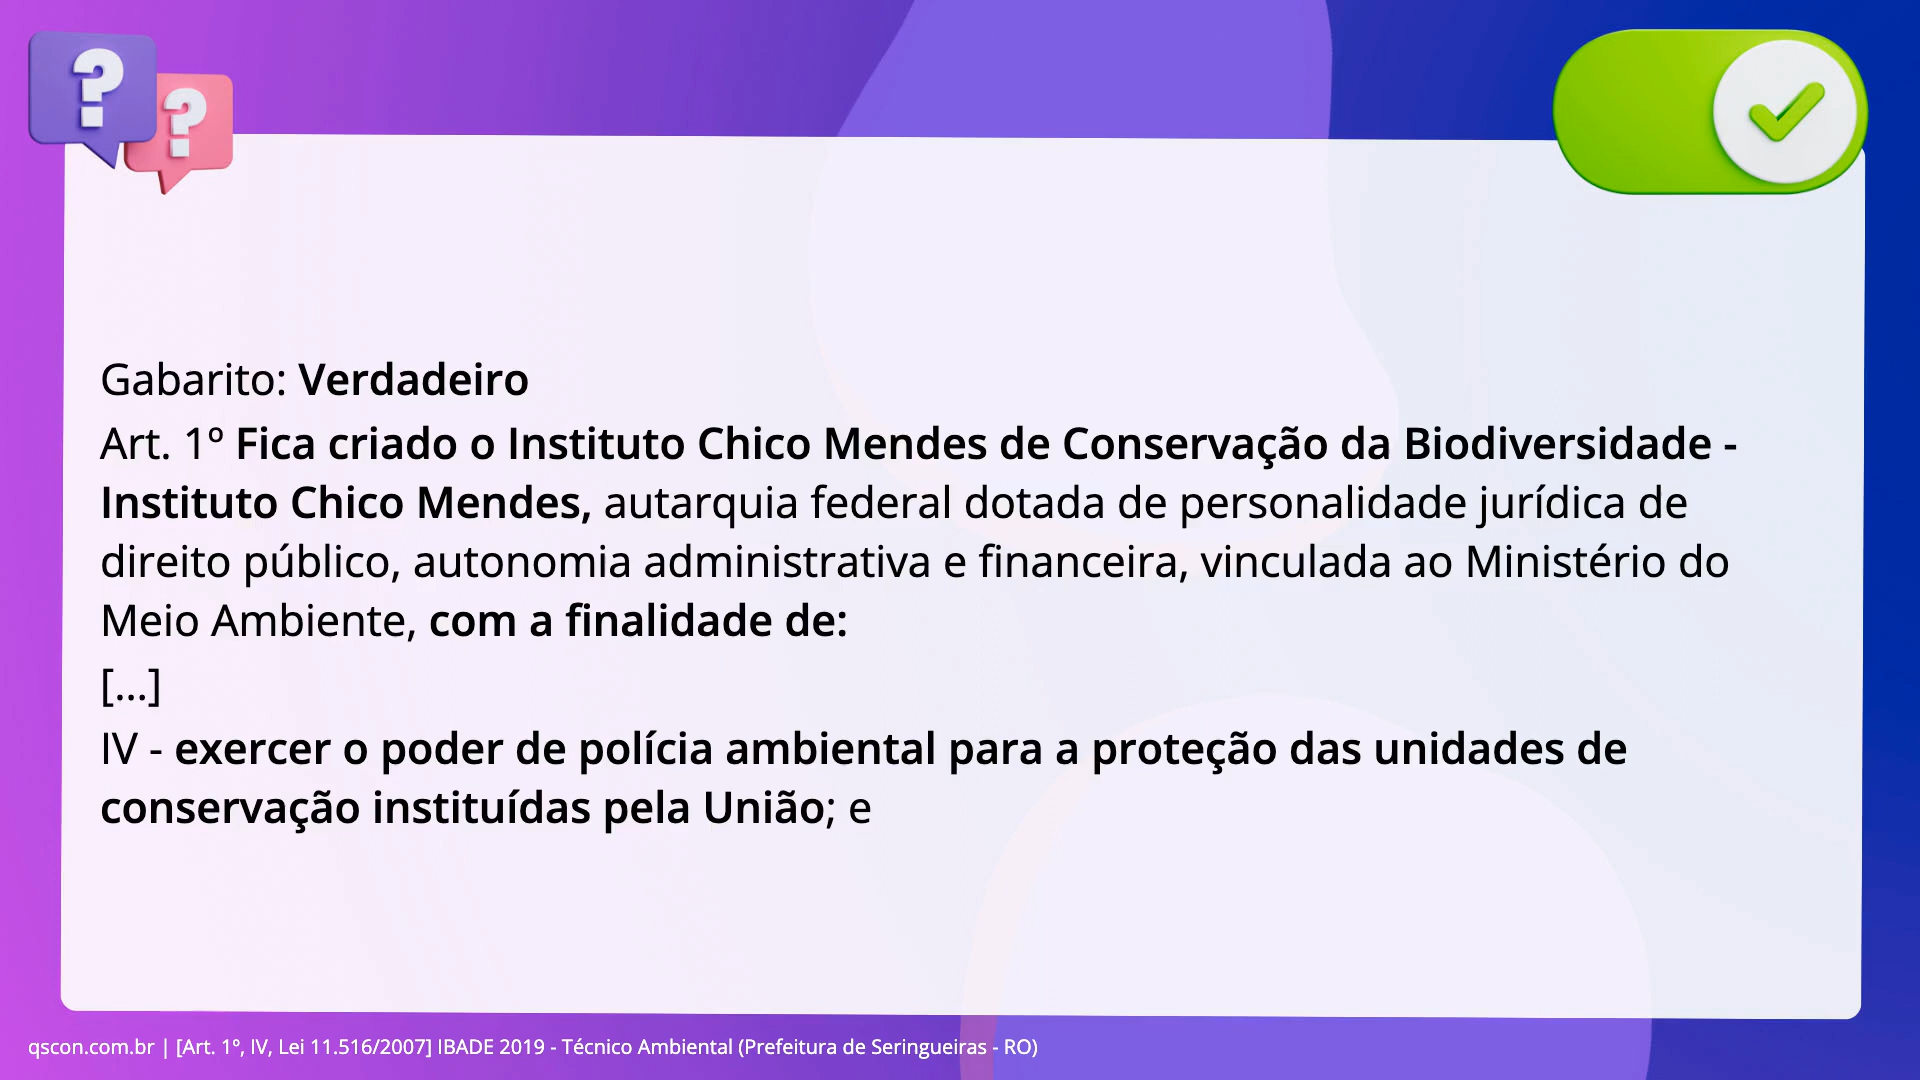 ? ?
Gabarito: Verdadeiro
Art. 1º Fica criado o Instituto Chico Mendes de Conservação da Biodiversidade -
Instituto Chico Mendes, autarquia federal dotada de personalidade jurídica de
direito público, autonomia administrativa e financeira, vinculada ao Ministério do
Meio Ambiente, com a finalidade de:
[...]
IV - exercer o poder de polícia ambiental para a proteção das unidades de
conservação instituídas pela União; e
qscon.com.br | [Art. 1º, IV, Lei 11.516/2007] IBADE 2019 - Técnico Ambiental (Prefeitura de Seringueiras - RO)